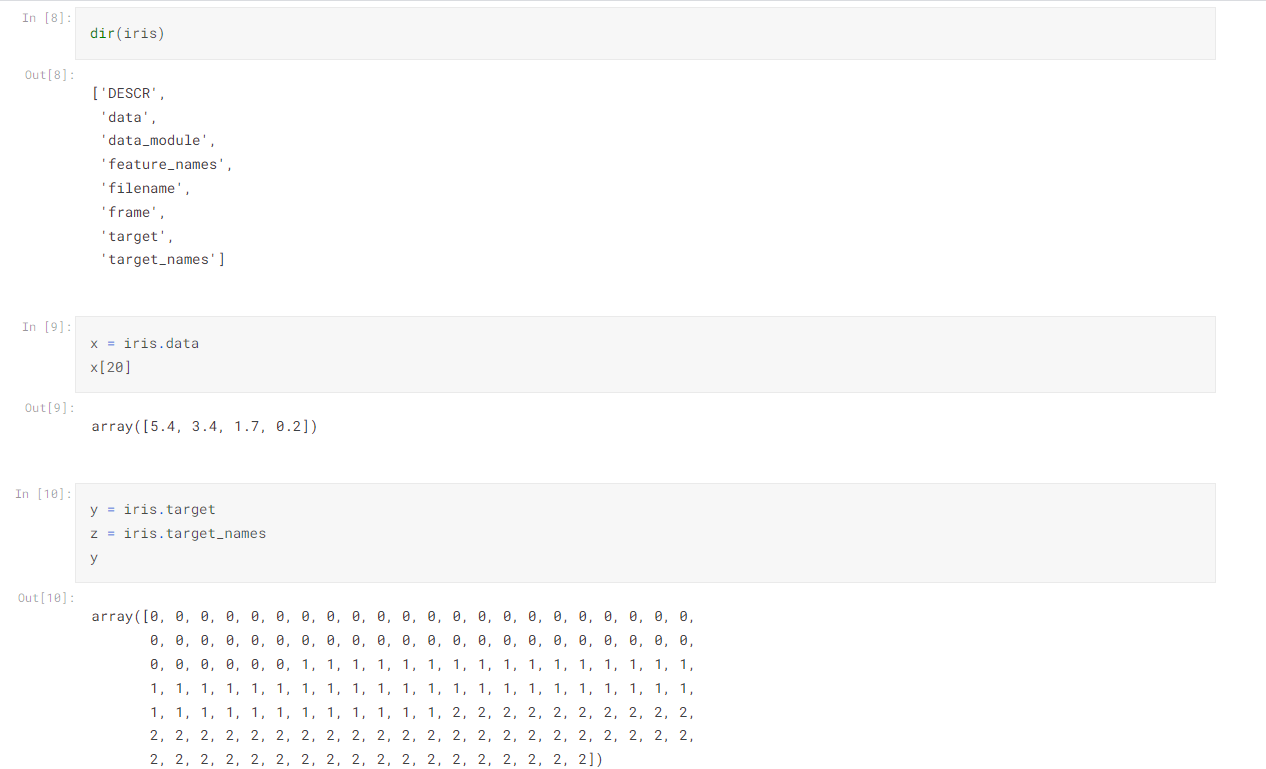 In [8]:
dir(iris)
Out[8]:
['DESCR',
 'data',
 'data_module',
 'feature_names',
 'filename',
 'frame',
 'target',
 'target_names']
In [9]:
x = iris.data
x[20]
Out[9]:
array([5.4, 3.4, 1.7, 0.2])
In [10]:
y = iris.target
z = iris.target_names
y
Out[10]:
array([0, 0, 0, 0, 0, 0, 0, 0, 0, 0, 0, 0, 0, 0, 0, 0, 0, 0, 0, 0, 0, 0,
       0, 0, 0, 0, 0, 0, 0, 0, 0, 0, 0, 0, 0, 0, 0, 0, 0, 0, 0, 0, 0, 0,
       0, 0, 0, 0, 0, 0, 1, 1, 1, 1, 1, 1, 1, 1, 1, 1, 1, 1, 1, 1, 1, 1,
       1, 1, 1, 1, 1, 1, 1, 1, 1, 1, 1, 1, 1, 1, 1, 1, 1, 1, 1, 1, 1, 1,
       1, 1, 1, 1, 1, 1, 1, 1, 1, 1, 1, 1, 2, 2, 2, 2, 2, 2, 2, 2, 2, 2,
       2, 2, 2, 2, 2, 2, 2, 2, 2, 2, 2, 2, 2, 2, 2, 2, 2, 2, 2, 2, 2, 2,
       2, 2, 2, 2, 2, 2, 2, 2, 2, 2, 2, 2, 2, 2, 2, 2, 2, 2])